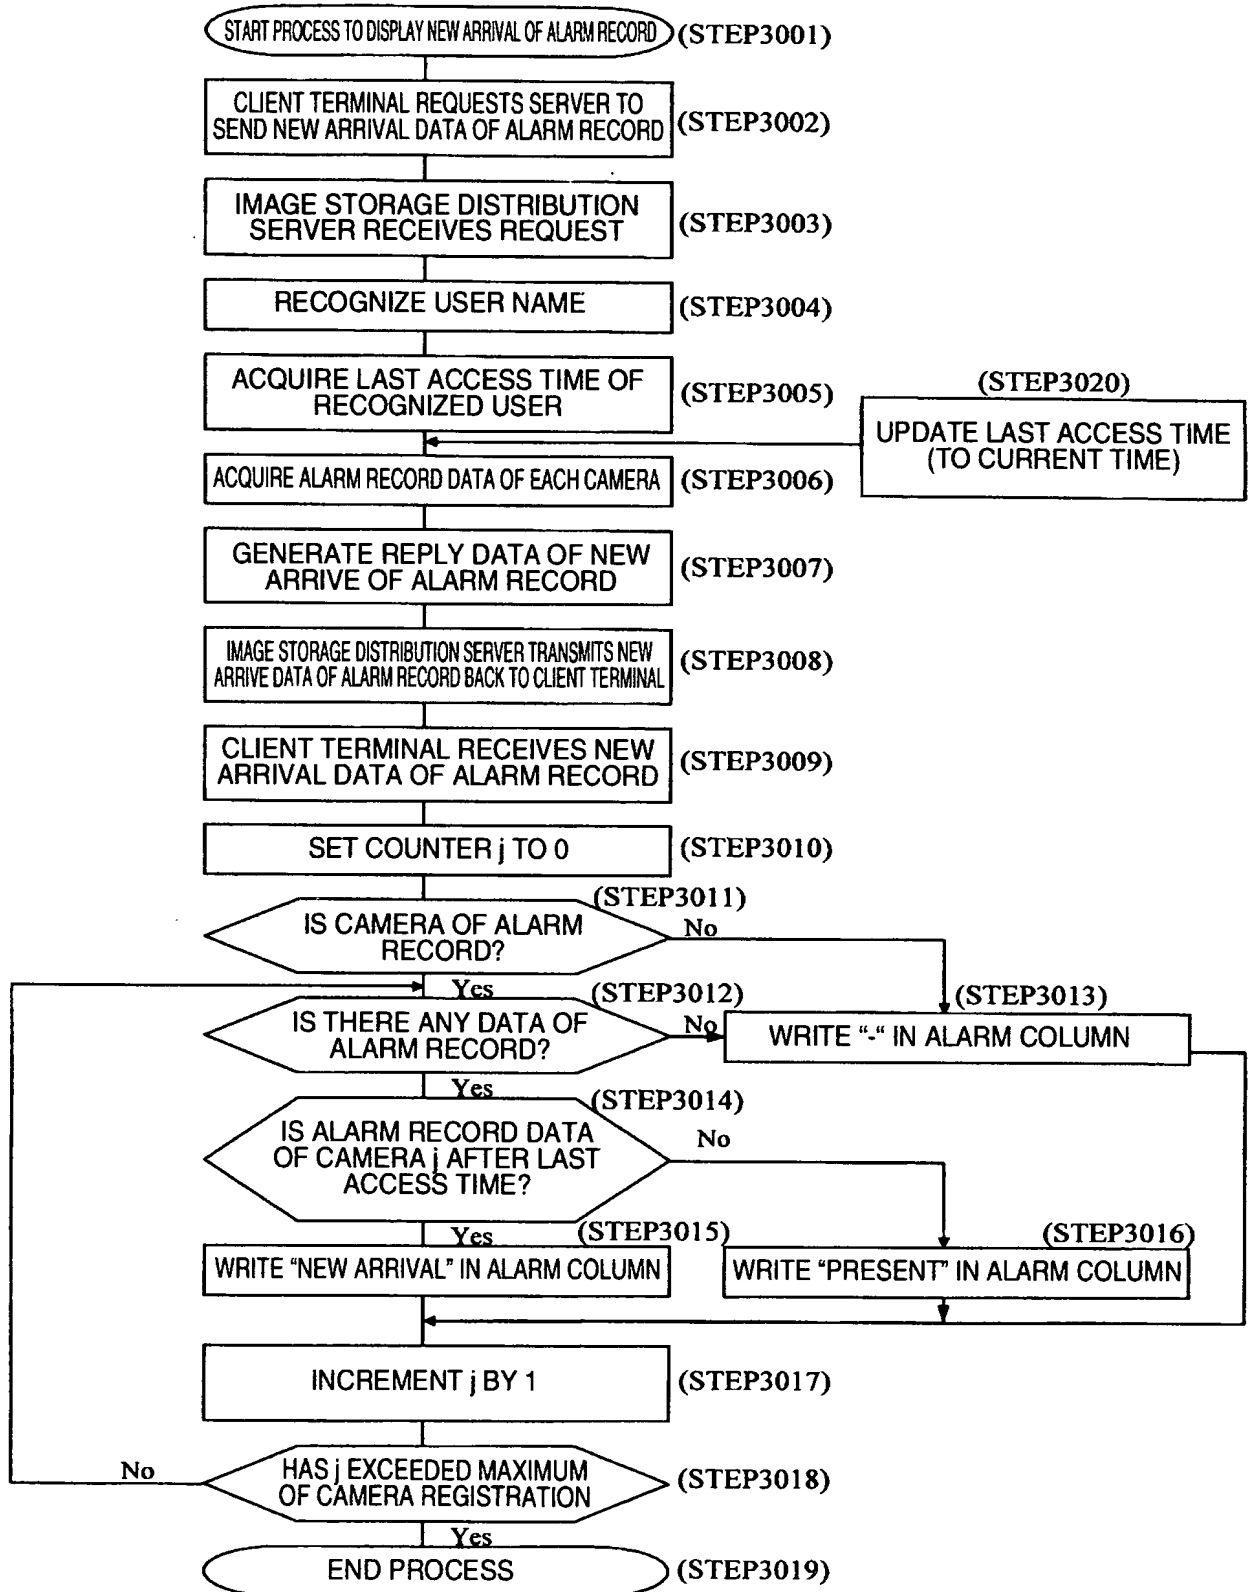 START PROCESS TO DISPLAY NEW ARRIVAL OF ALARM RECORD (STEP3001)
CLIENT TERMINAL REQUESTS SERVER TO
SEND NEW ARRIVAL DATA OF ALARM RECORD (STEP3002)
IMAGE STORAGE DISTRIBUTION
SERVER RECEIVES REQUEST (STEP3003)
RECOGNIZE USER NAME (STEP3004)
ACQUIRE LAST ACCESS TIME OF
RECOGNIZED USER (STEP3005)
(STEP3020)
UPDATE LAST ACCESS TIME
(TO CURRENT TIME)
ACQUIRE ALARM RECORD DATA OF EACH CAMERA (STEP3006)
GENERATE REPLY DATA OF NEW
ARRIVE OF ALARM RECORD (STEP3007)
IMAGE STORAGE DISTRIBUTION SERVER TRANSMITS NEW
ARRIVE DATA OF ALARM RECORD BACK TO CLIENT TERMINAL (STEP3008)
CLIENT TERMINAL RECEIVES NEW
ARRIVAL DATA OF ALARM RECORD (STEP3009)
SET COUNTER j TO 0 (STEP3010)
(STEP3011)
IS CAMERA OF ALARM
RECORD?
No
Yes
(STEP3012)
IS THERE ANY DATA OF
ALARM RECORD?
No
(STEP3013)
WRITE "-" IN ALARM COLUMN
Yes
(STEP3014)
IS ALARM RECORD DATA
OF CAMERA j AFTER LAST
ACCESS TIME?
No
Yes
(STEP3015)
WRITE "NEW ARRIVAL" IN ALARM COLUMN
(STEP3016)
WRITE "PRESENT" IN ALARM COLUMN
INCREMENT j BY 1 (STEP3017)
No
HAS j EXCEEDED MAXIMUM
OF CAMERA REGISTRATION (STEP3018)
Yes
END PROCESS (STEP3019)